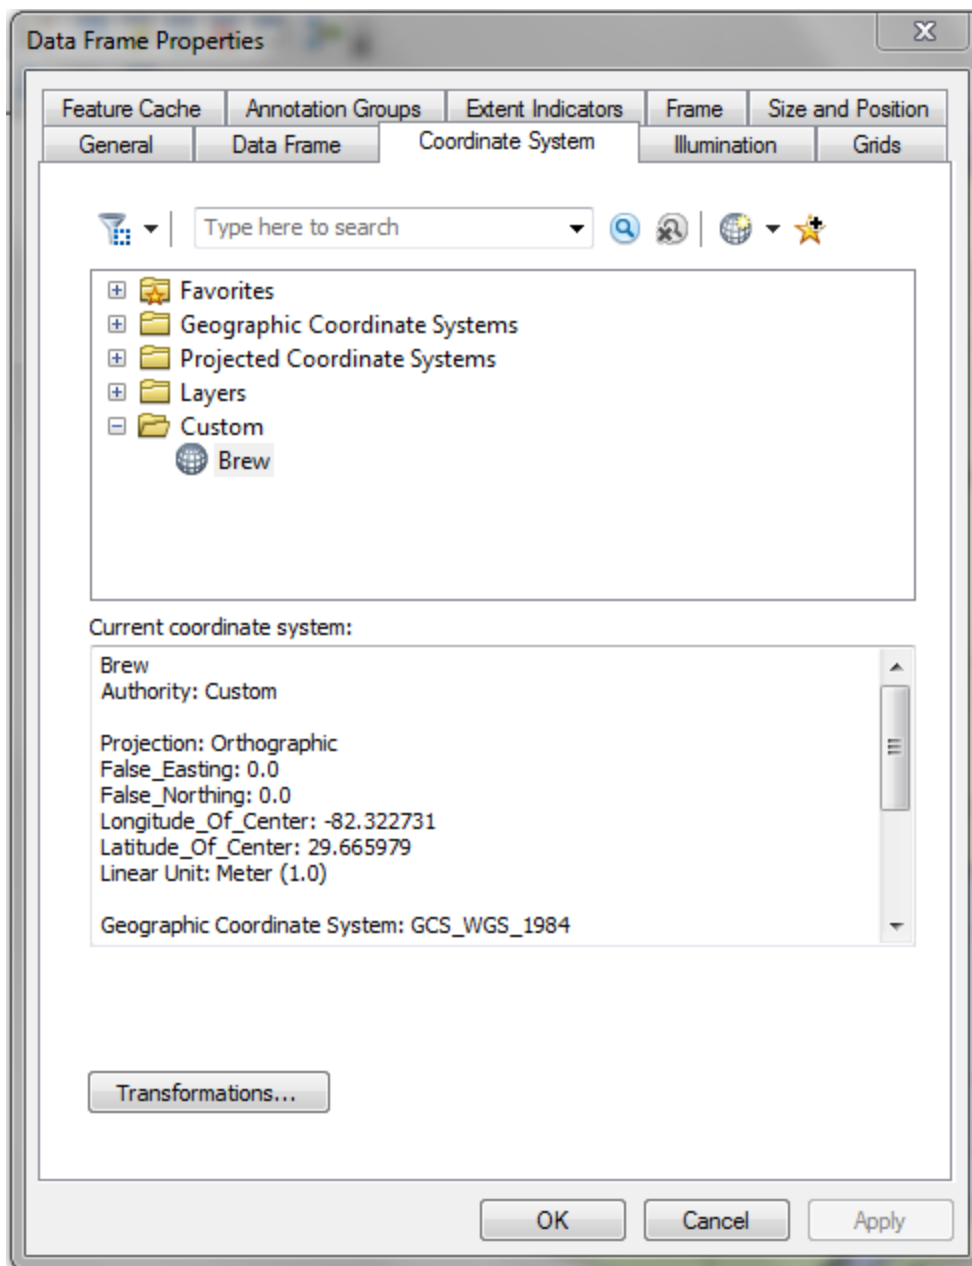 Data Frame Properties
Feature Cache Annotation Groups Extent Indicators Frame Size and Position
General Data Frame Coordinate System Illumination Grids
Type here to search
Favorites
Geographic Coordinate Systems
Projected Coordinate Systems
Layers
Custom
Brew
Current coordinate system:
Brew
Authority: Custom
Projection: Orthographic
False_Easting: 0.0
False_Northing: 0.0
Longitude_Of_Center: -82.322731
Latitude_Of_Center: 29.665979
Linear Unit: Meter (1.0)
Geographic Coordinate System: GCS_WGS_1984
Transformations...
OK Cancel Apply